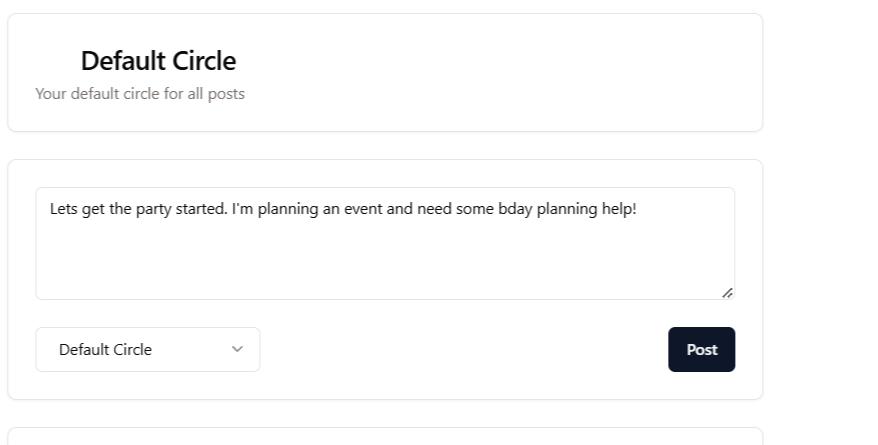 Default Circle
Your default circle for all posts
Lets get the party started. I'm planning an event and need some bday planning help!
Default Circle
Post